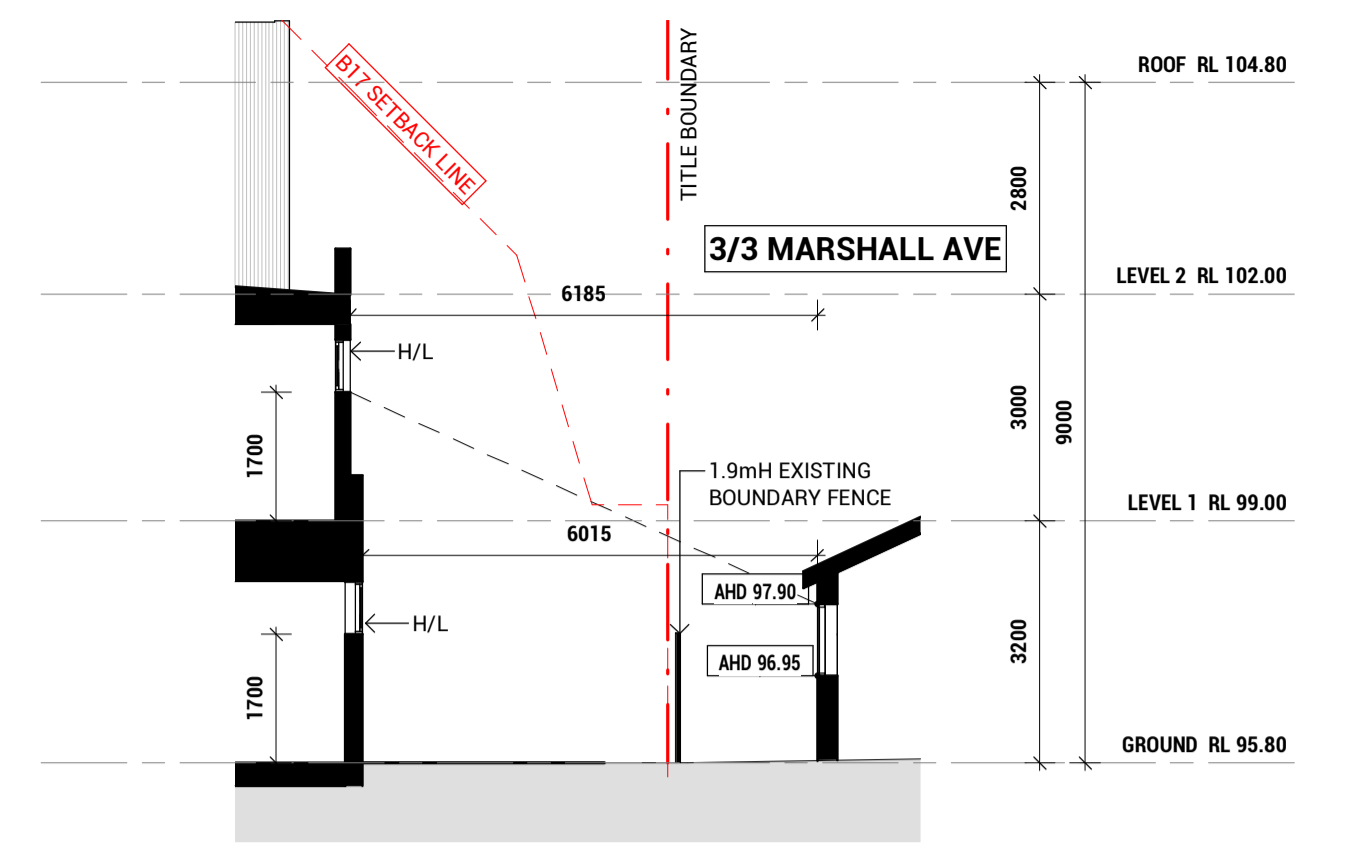 B17 SETBACK LINE
TITLE BOUNDARY
ROOF RL 104.80
2800
3/3 MARSHALL AVE
LEVEL 2 RL 102.00
6185
H/L
1700
3000
9000
1.9mH EXISTING
BOUNDARY FENCE
LEVEL 1 RL 99.00
6015
AHD 97.90
H/L
3200
AHD 96.95
1700
GROUND RL 95.80